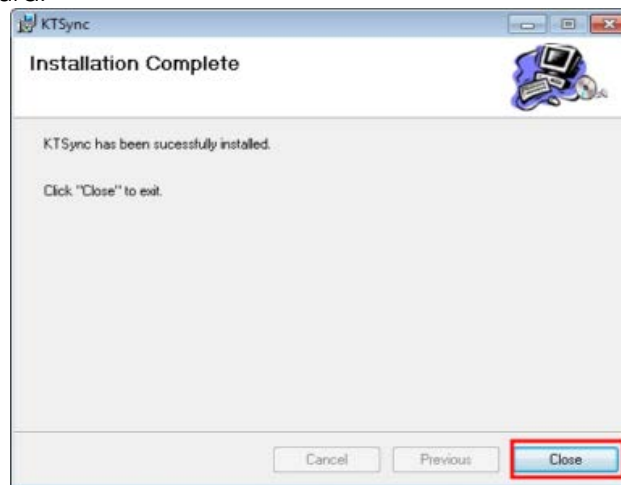 KTSync
Installation Complete
KTSync has been sucessfully installed.
Click "Close" to exit.
Cancel
Previous
Close